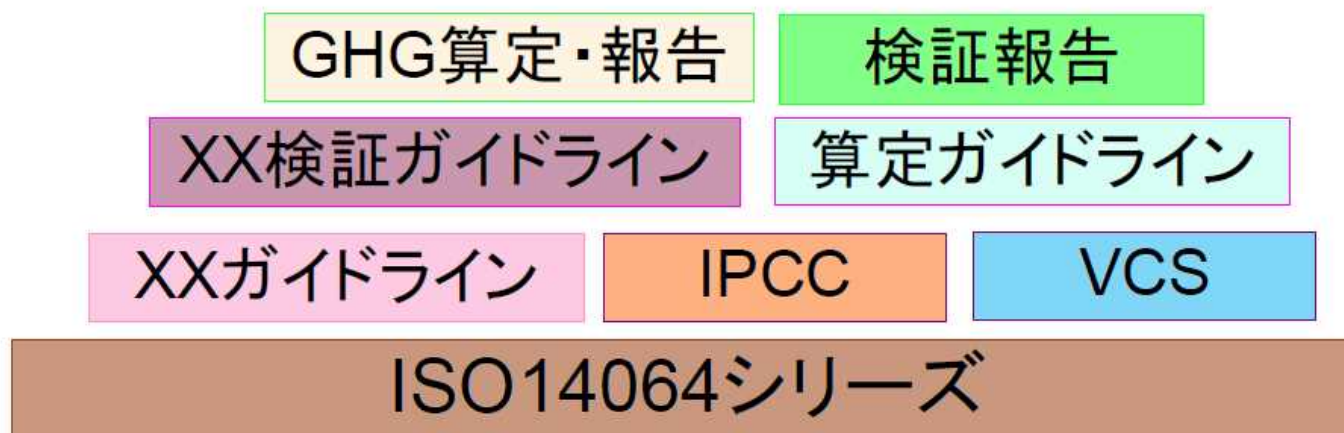 GHG算定・報告 検証報告
XX検証ガイドライン 算定ガイドライン
XXガイドライン IPCC VCS
ISO14064シリーズ